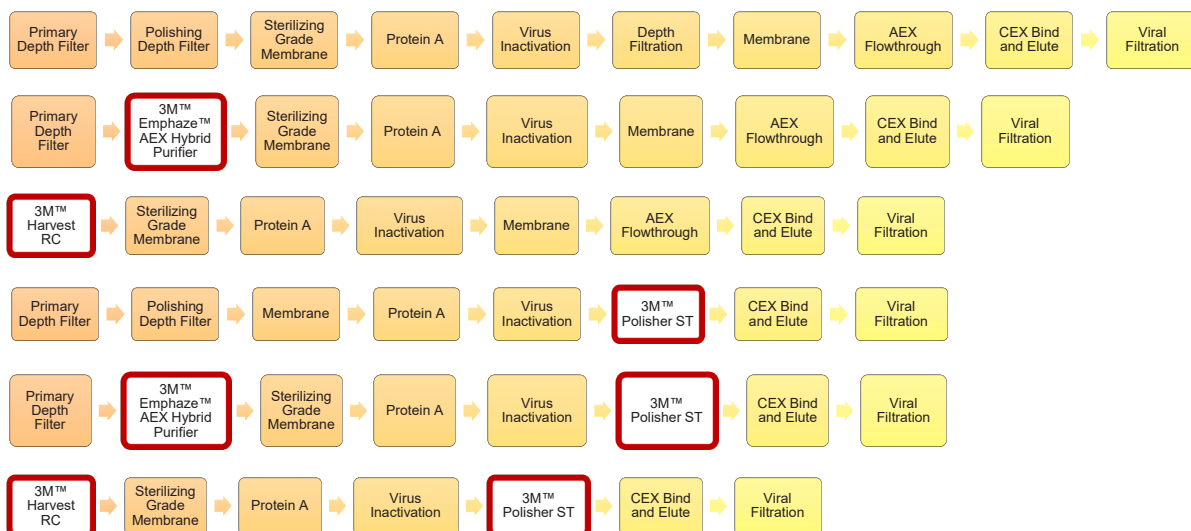 Primary
Depth Filter
Polishing
Depth Filter
Sterilizing
Grade
Membrane
Protein A
Virus
Inactivation
Depth
Filtration
Membrane
AEX
Flowthrough
CEX Bind
and Elute
Viral
Filtration
Primary
Depth
Filter
3M™
Emphaze™
AEX Hybrid
Purifier
Sterilizing
Grade
Membrane
Protein A
Virus
Inactivation
Membrane
AEX
Flowthrough
CEX Bind
and Elute
Viral
Filtration
3M™
Harvest
RC
Sterilizing
Grade
Membrane
Protein A
Virus
Inactivation
Membrane
AEX
Flowthrough
CEX Bind
and Elute
Viral
Filtration
Primary
Depth Filter
Polishing
Depth Filter
Membrane
Protein A
Virus
Inactivation
3M™
Polisher ST
CEX Bind
and Elute
Viral
Filtration
Primary
Depth
Filter
3M™
Emphaze™
AEX Hybrid
Purifier
Sterilizing
Grade
Membrane
Protein A
Virus
Inactivation
3M™
Polisher ST
CEX Bind
and Elute
Viral
Filtration
3M™
Harvest
RC
Sterilizing
Grade
Membrane
Protein A
Virus
Inactivation
3M™
Polisher ST
CEX Bind
and Elute
Viral
Filtration